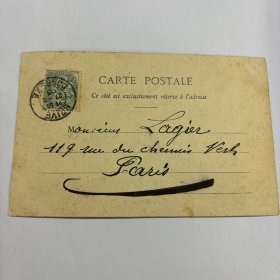 CARTE POSTALE
Ce côté est exclusivement réservé à l'adresse
Monsieur Lagier
119 rue du chemin Vert
Paris